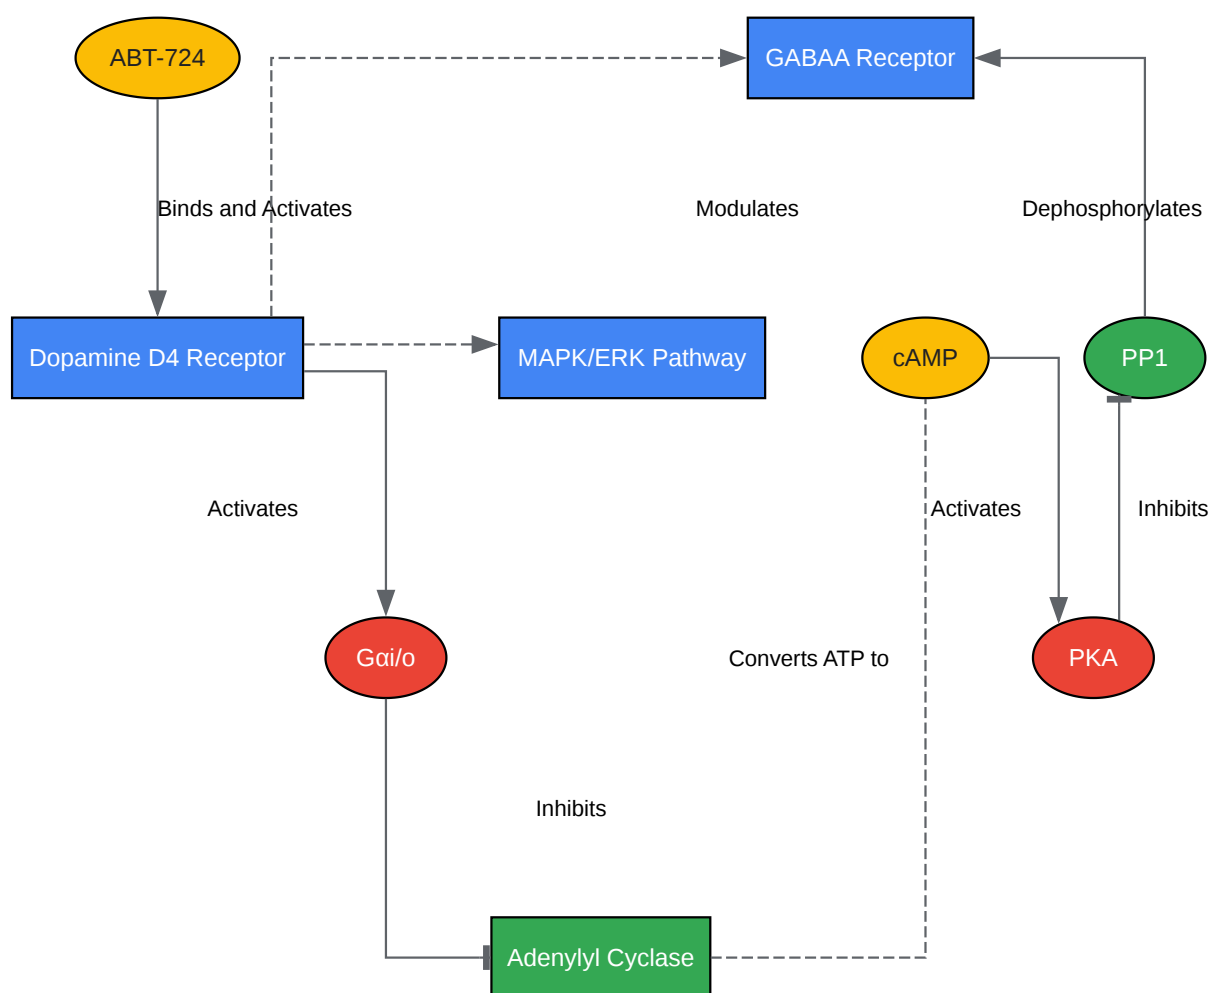 ABT-724
GABAA Receptor
Binds and Activates
Modulates
Dephosphorylates
Dopamine D4 Receptor
MAPK/ERK Pathway
cAMP
PP1
Activates
Activates
Inhibits
Gαi/o
Converts ATP to
PKA
Inhibits
Adenylyl Cyclase